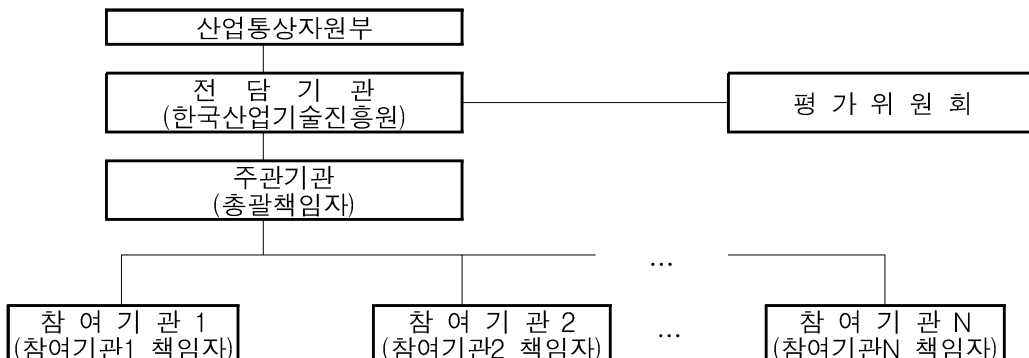 산업통상자원부
전 담 기 관
(한국산업기술진흥원)
평 가 위 원 회
주관기관
(총괄책임자)
...
참 여 기 관 1
(참여기관1 책임자)
참 여 기 관 2
(참여기관2 책임자)
...
참 여 기 관 N
(참여기관N 책임자)